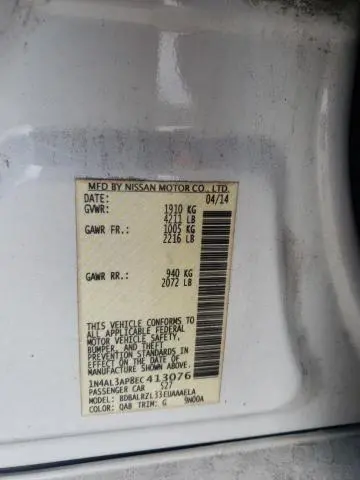 MFD BY NISSAN MOTOR CO., LTD.
DATE: 04/14
GVWR: 1910 KG
4211 LB
GAWR FR.: 1005 KG
2216 LB
GAWR RR.: 940 KG
2072 LB
THIS VEHICLE CONFORMS TO
ALL APPLICABLE FEDERAL
MOTOR VEHICLE SAFETY,
BUMPER, AND THEFT
PREVENTION STANDARDS IN
EFFECT ON THE DATE OF
MANUFACTURE SHOWN ABOVE.
1N4AL3AP8EC413076
PASSENGER CAR 527
MODEL: BDBALRZL33EUAAAELA
COLOR: QAB TRIM: G 9N00A